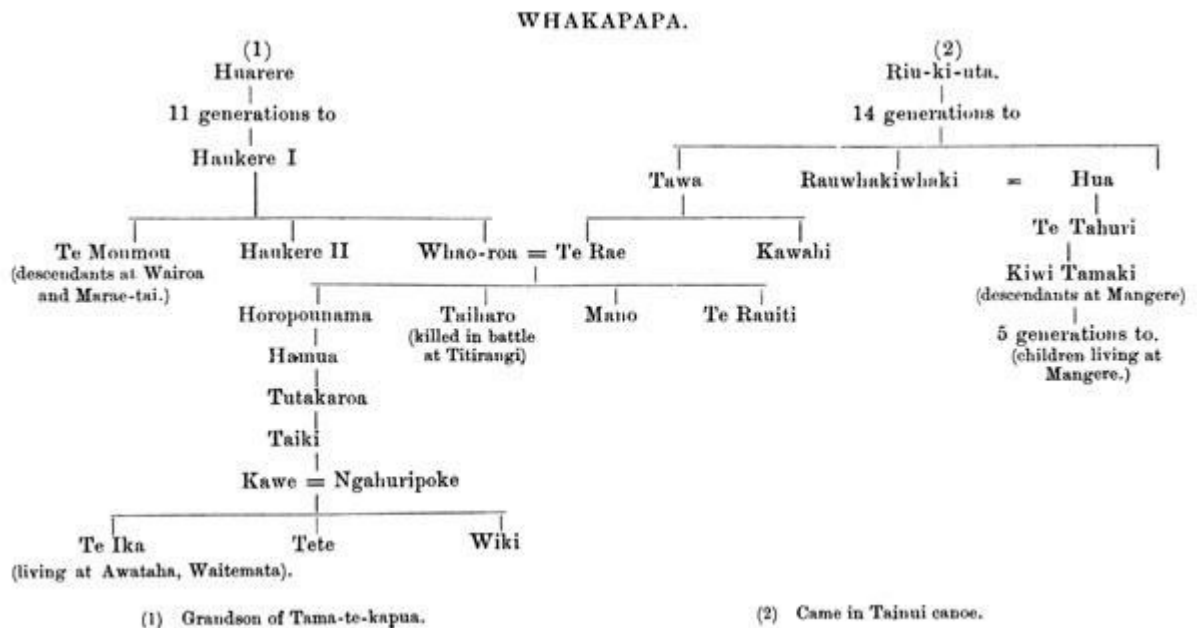 WHAKAPAPA.
(1) (2)
Huarere Riu-ki-uta.
11 generations to 14 generations to
Haukere I
Tawa Rauwhakiwhaki = Hua
Te Tahuri
Te Moumou Haukere II Whao-roa = Te Rae Kawahi
(descendants at Wairoa Kiwi Tamaki
and Marae-tai.) (descendants at Mangere)
Horopounama Taiharo Mano Te Rauiti 5 generations to.
(killed in battle (children living at
at Titirangi) Mangere.)
Hamua
Tutakaroa
Taiki
Kawe = Ngahuripoke
Te Ika Tete Wiki
(living at Awataha, Waitemata).
(1) Grandson of Tama-te-kapua. (2) Came in Tainui canoe.